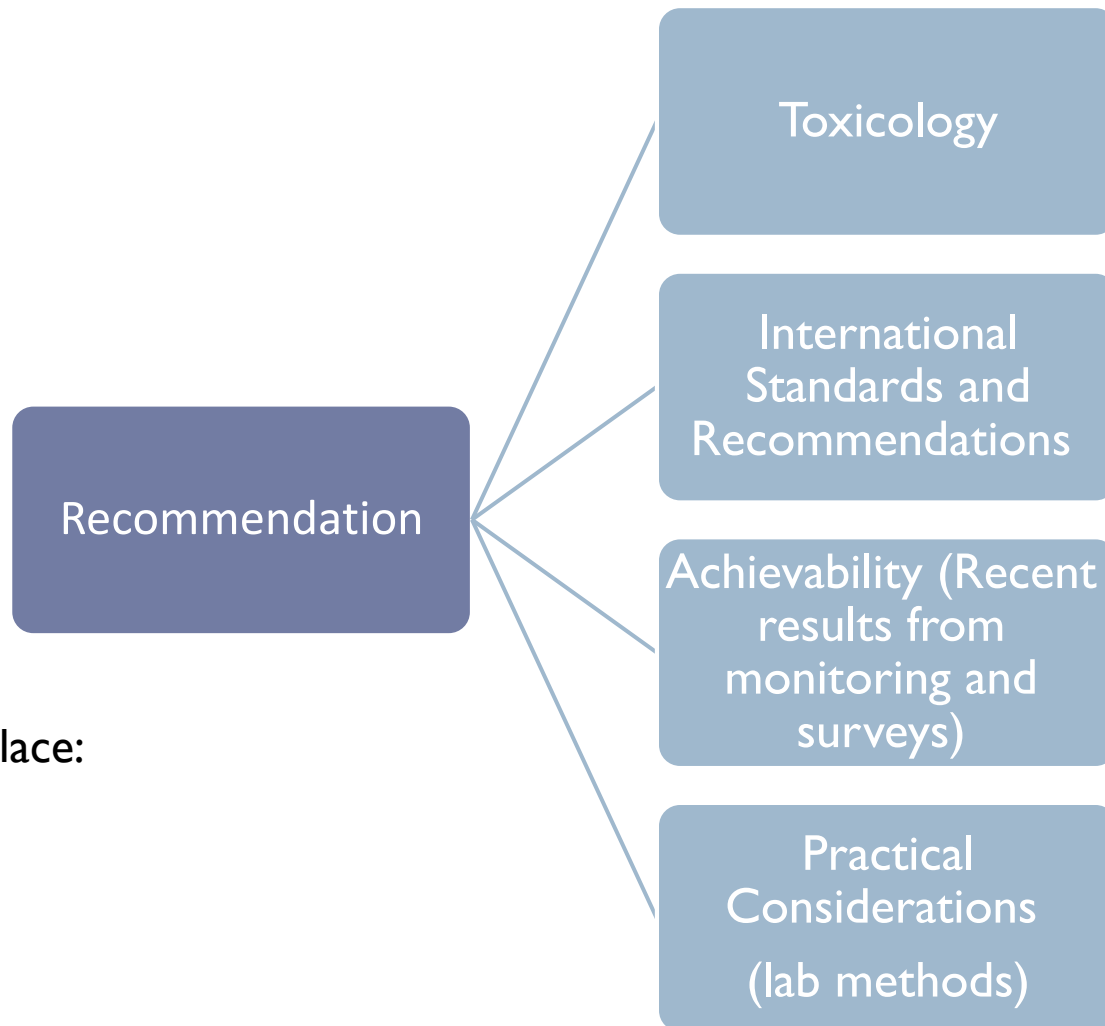 Toxicology
International
Standards and
Recommendations
Recommendation
Achievability (Recent
results from
monitoring and
surveys)
lace:
Practical
Considerations
(lab methods)